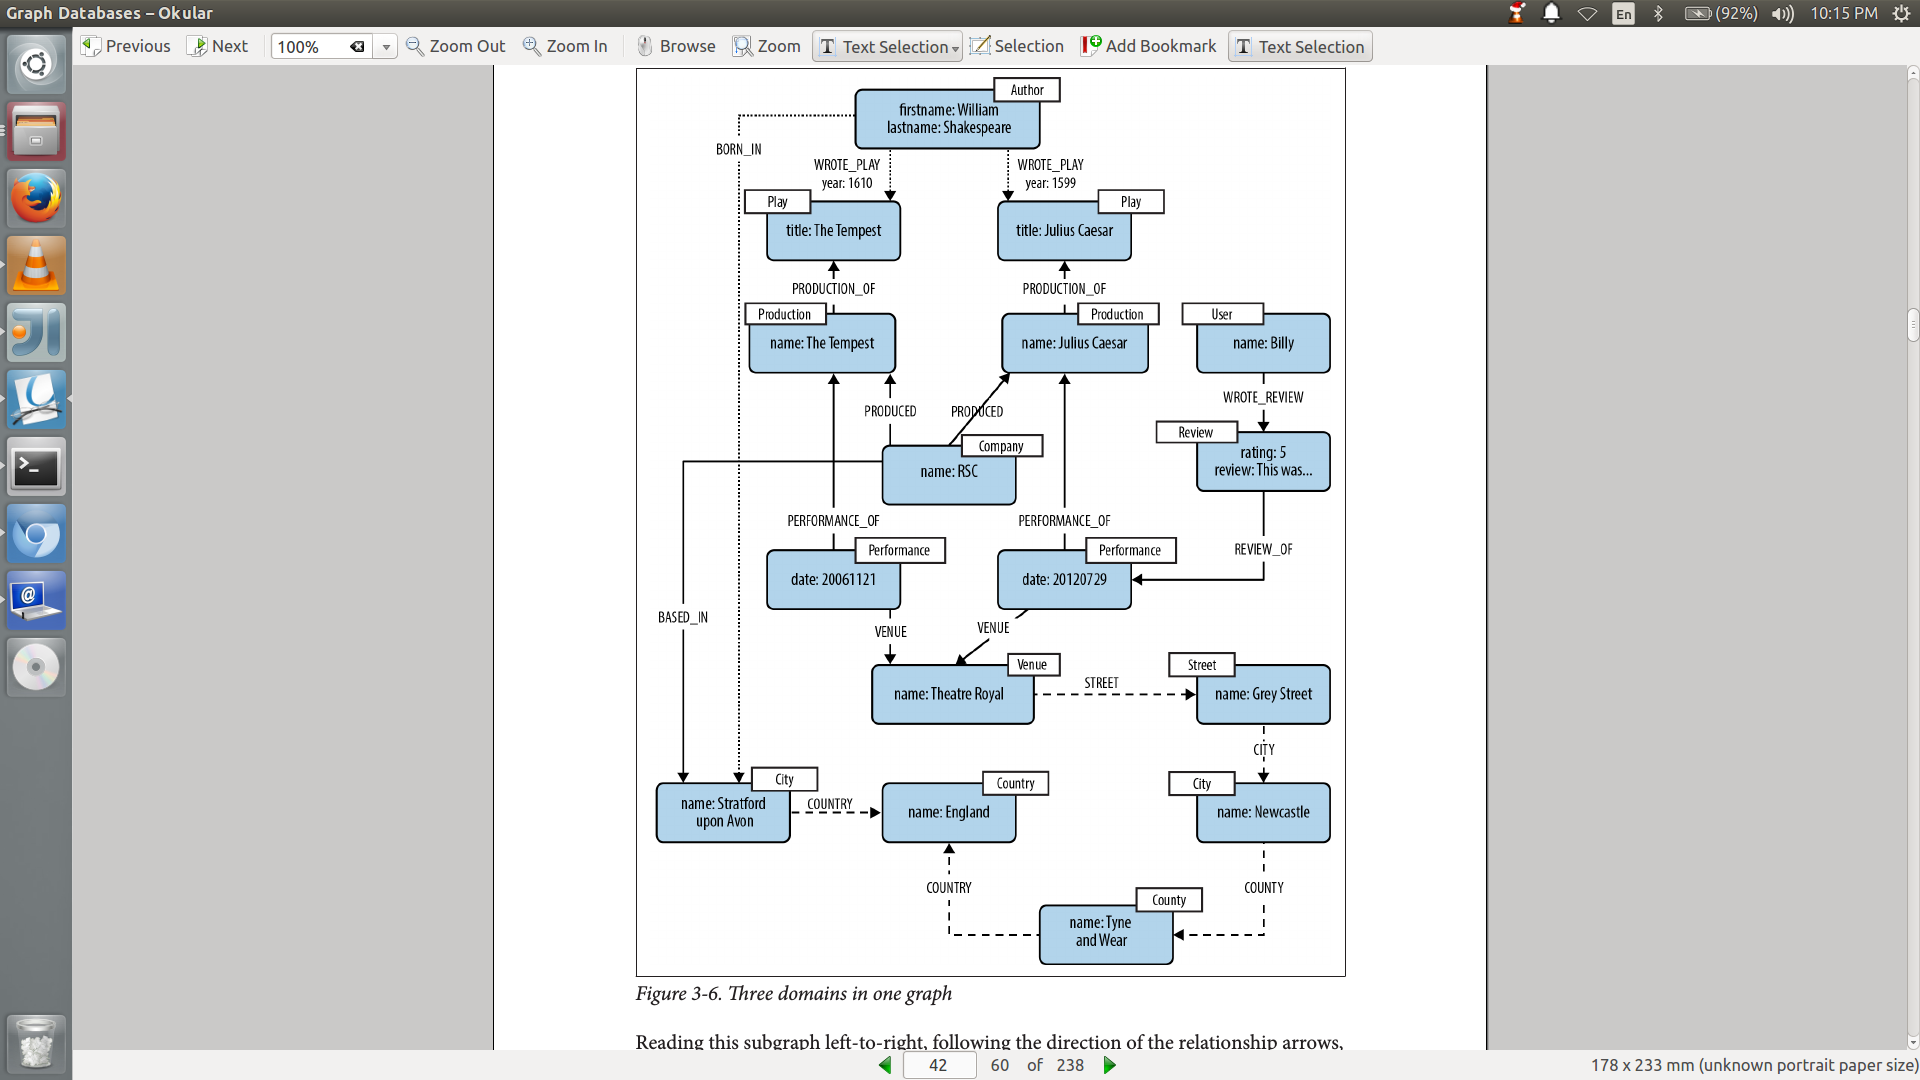 Graph Databases – Okular
En
(92%)
10:15 PM
Previous
Next
100%
Zoom Out
Zoom In
Browse
Zoom
Text Selection
Selection
Add Bookmark
Text Selection
Author
firstname: William
lastname: Shakespeare
BORN_IN
WROTE_PLAY
year: 1610
WROTE_PLAY
year: 1599
Play
title: The Tempest
Play
title: Julius Caesar
PRODUCTION_OF
PRODUCTION_OF
Production
name: The Tempest
Production
name: Julius Caesar
User
name: Billy
WROTE_REVIEW
PRODUCED
PRODUCED
Review
rating: 5
review: This was...
Company
name: RSC
PERFORMANCE_OF
PERFORMANCE_OF
REVIEW_OF
Performance
date: 20061121
Performance
date: 20120729
BASED_IN
VENUE
VENUE
Venue
name: Theatre Royal
STREET
Street
name: Grey Street
CITY
City
name: Stratford
upon Avon
COUNTRY
Country
name: England
City
name: Newcastle
COUNTRY
COUNTY
County
name: Tyne
and Wear
Figure 3-6. Three domains in one graph
Reading this subgraph left-to-right, following the direction of the relationship arrows,
42
60 of 238
178 x 233 mm (unknown portrait paper size)